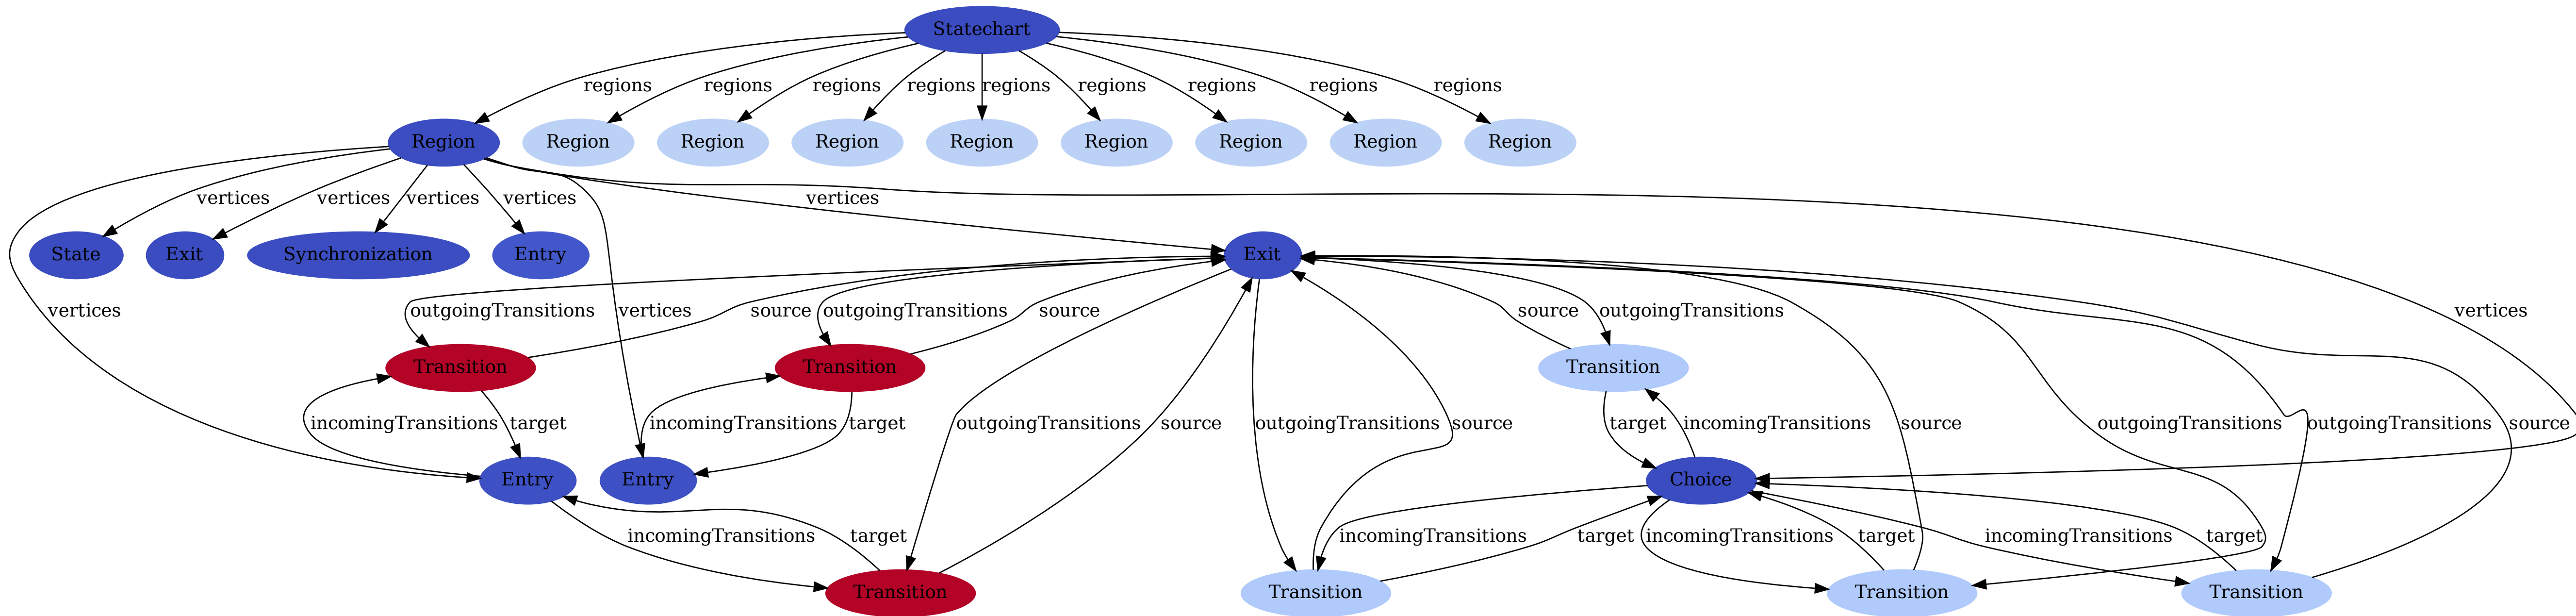 Statechart
regions regions regions regions regions regions regions regions regions
Region Region Region Region Region Region Region Region Region
vertices vertices vertices vertices vertices
State Exit Synchronization Entry Exit
vertices vertices outgoingTransitions source outgoingTransitions source source outgoingTransitions vertices
Transition Transition Transition
incomingTransitions target incomingTransitions target outgoingTransitions source outgoingTransitions source target incomingTransitions source outgoingTransitions outgoingTransitions source
Entry Entry Choice
incomingTransitions target incomingTransitions target incomingTransitions target incomingTransitions target
Transition Transition Transition Transition